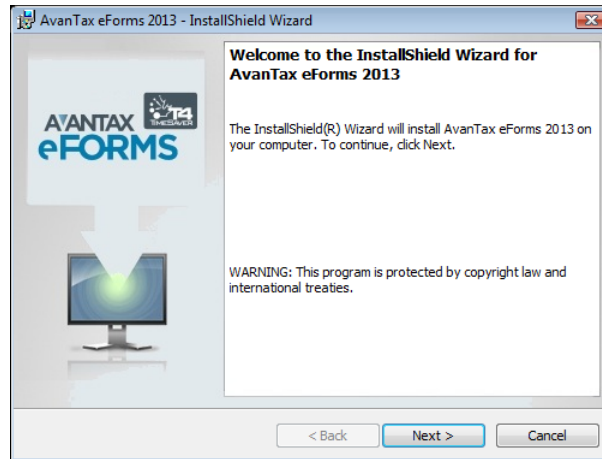 AvanTax eForms 2013 - InstallShield Wizard
Welcome to the InstallShield Wizard for
AvanTax eForms 2013
AVANTAX
T4
TIMESAVER
eFORMS
The InstallShield(R) Wizard will install AvanTax eForms 2013 on
your computer. To continue, click Next.
WARNING: This program is protected by copyright law and
international treaties.
< Back
Next >
Cancel